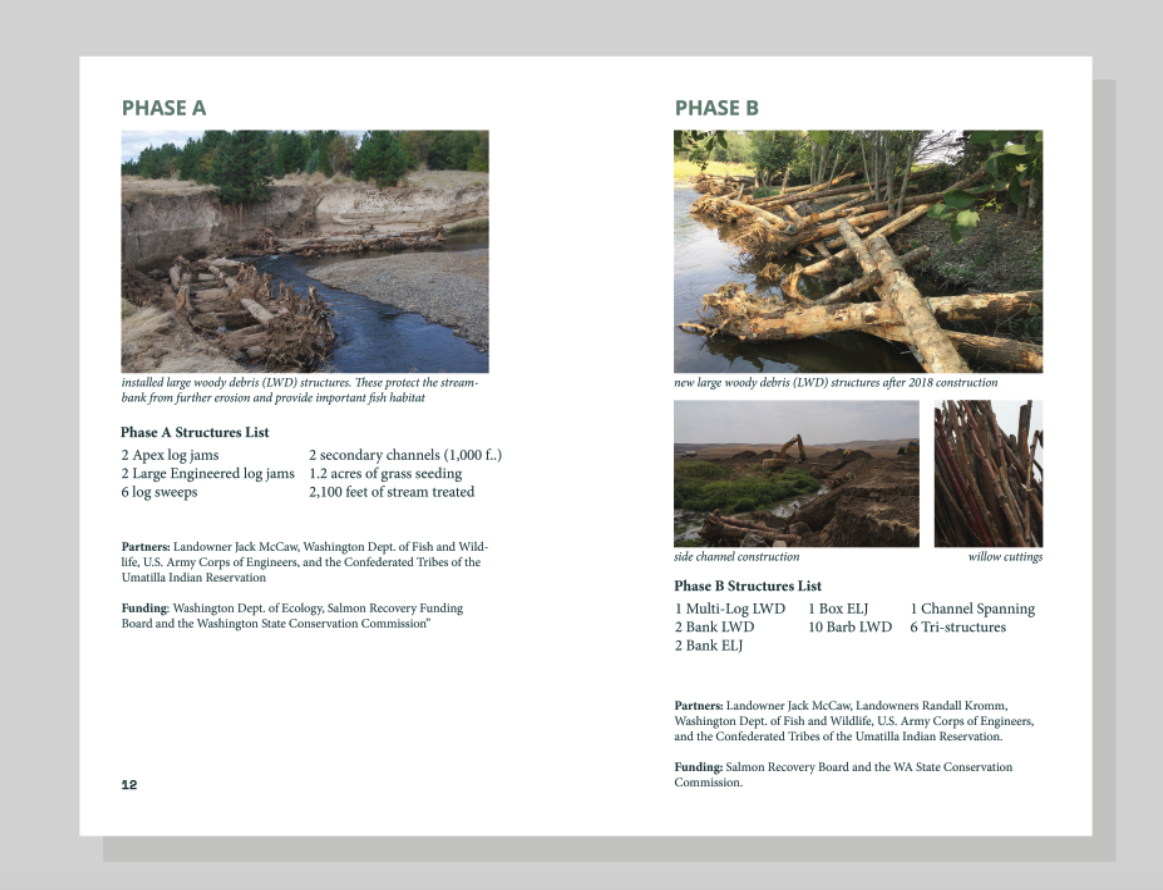 PHASE A
installed large woody debris (LWD) structures. These protect the stream-
bank from further erosion and provide important fish habitat
Phase A Structures List
2 Apex log jams
2 Large Engineered log jams
6 log sweeps
2 secondary channels (1,000 f..)
1.2 acres of grass seeding
2,100 feet of stream treated
Partners: Landowner Jack McCaw, Washington Dept. of Fish and Wild-
life, U.S. Army Corps of Engineers, and the Confederated Tribes of the
Umatilla Indian Reservation
Funding: Washington Dept. of Ecology, Salmon Recovery Funding
Board and the Washington State Conservation Commission”
12
PHASE B
new large woody debris (LWD) structures after 2018 construction
side channel construction
willow cuttings
Phase B Structures List
1 Multi-Log LWD
2 Bank LWD
2 Bank ELJ
1 Box ELJ
10 Barb LWD
1 Channel Spanning
6 Tri-structures
Partners: Landowner Jack McCaw, Landowners Randall Kromm,
Washington Dept. of Fish and Wildlife, U.S. Army Corps of Engineers,
and the Confederated Tribes of the Umatilla Indian Reservation.
Funding: Salmon Recovery Board and the WA State Conservation
Commission.